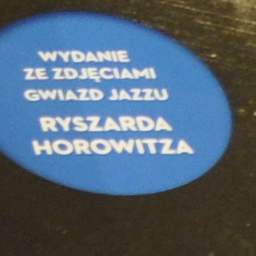 WYDANIE
ZE ZDJĘCIAMI
GWIAZD JAZZU
RYSZARDA
HOROWITZA